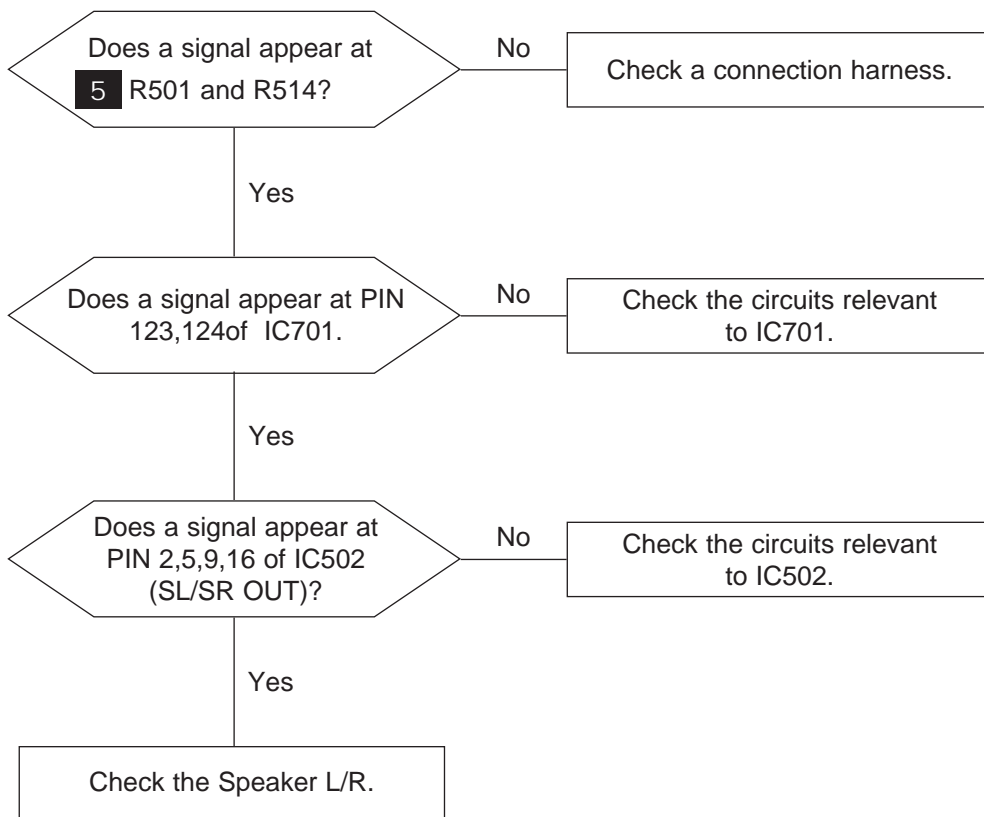 Does a signal appear at
5 R501 and R514?
No
Check a connection harness.
Yes
Does a signal appear at PIN
123,124of IC701.
No
Check the circuits relevant
to IC701.
Yes
Does a signal appear at
PIN 2,5,9,16 of IC502
(SL/SR OUT)?
No
Check the circuits relevant
to IC502.
Yes
Check the Speaker L/R.